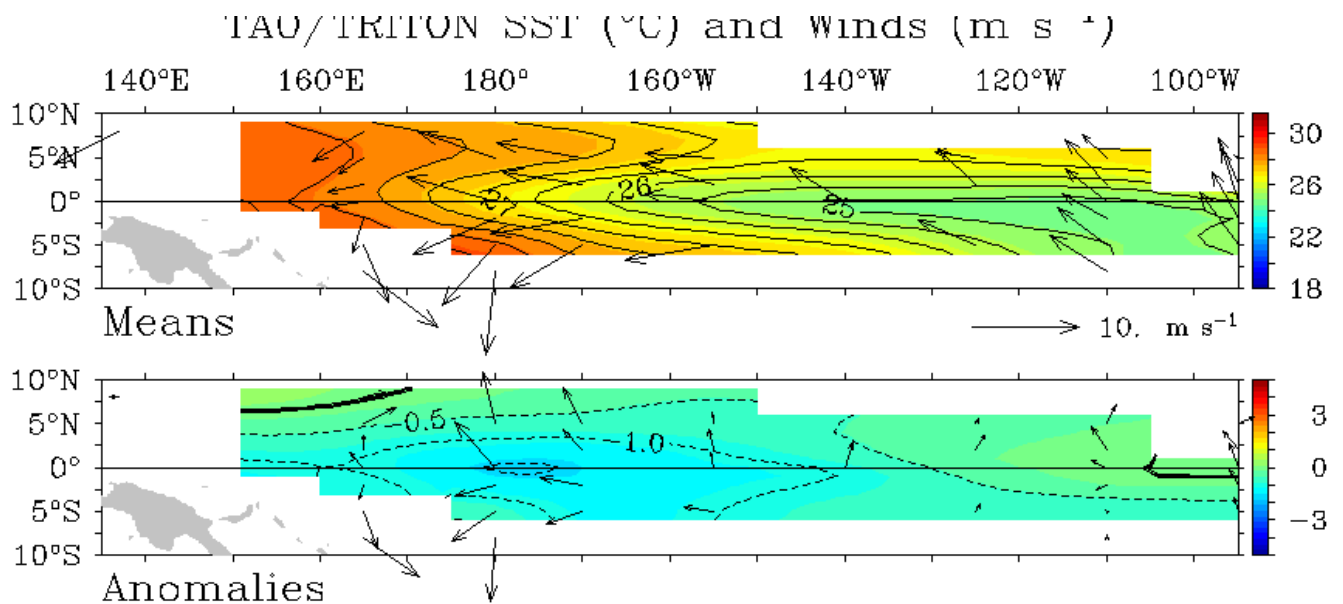 TAO/TRITON SST (°C) and Winds (m s⁻¹)
140°E 160°E 180° 160°W 140°W 120°W 100°W
10°N
5°N
0°
5°S
10°S
27
26
25
30
26
22
18
Means
10. m s⁻¹
10°N
5°N
0°
5°S
10°S
0.5
1.0
3
0
−3
Anomalies